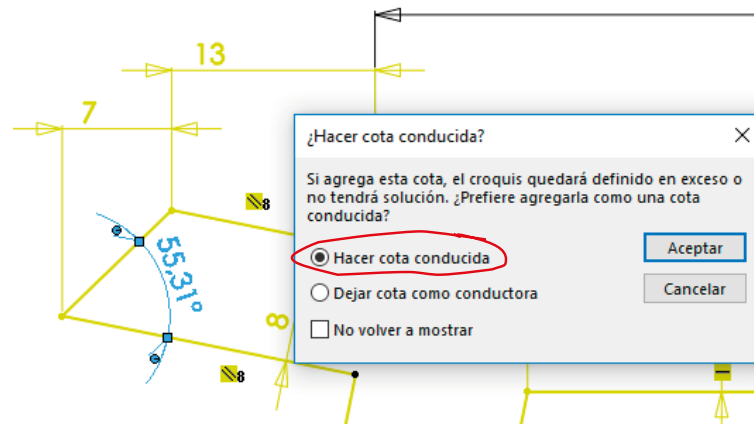 13
7
8
55,31°
8
8
¿Hacer cota conducida?
Si agrega esta cota, el croquis quedará definido en exceso o
no tendrá solución. ¿Prefiere agregarla como una cota
conducida?
Hacer cota conducida
Dejar cota como conductora
No volver a mostrar
Aceptar
Cancelar